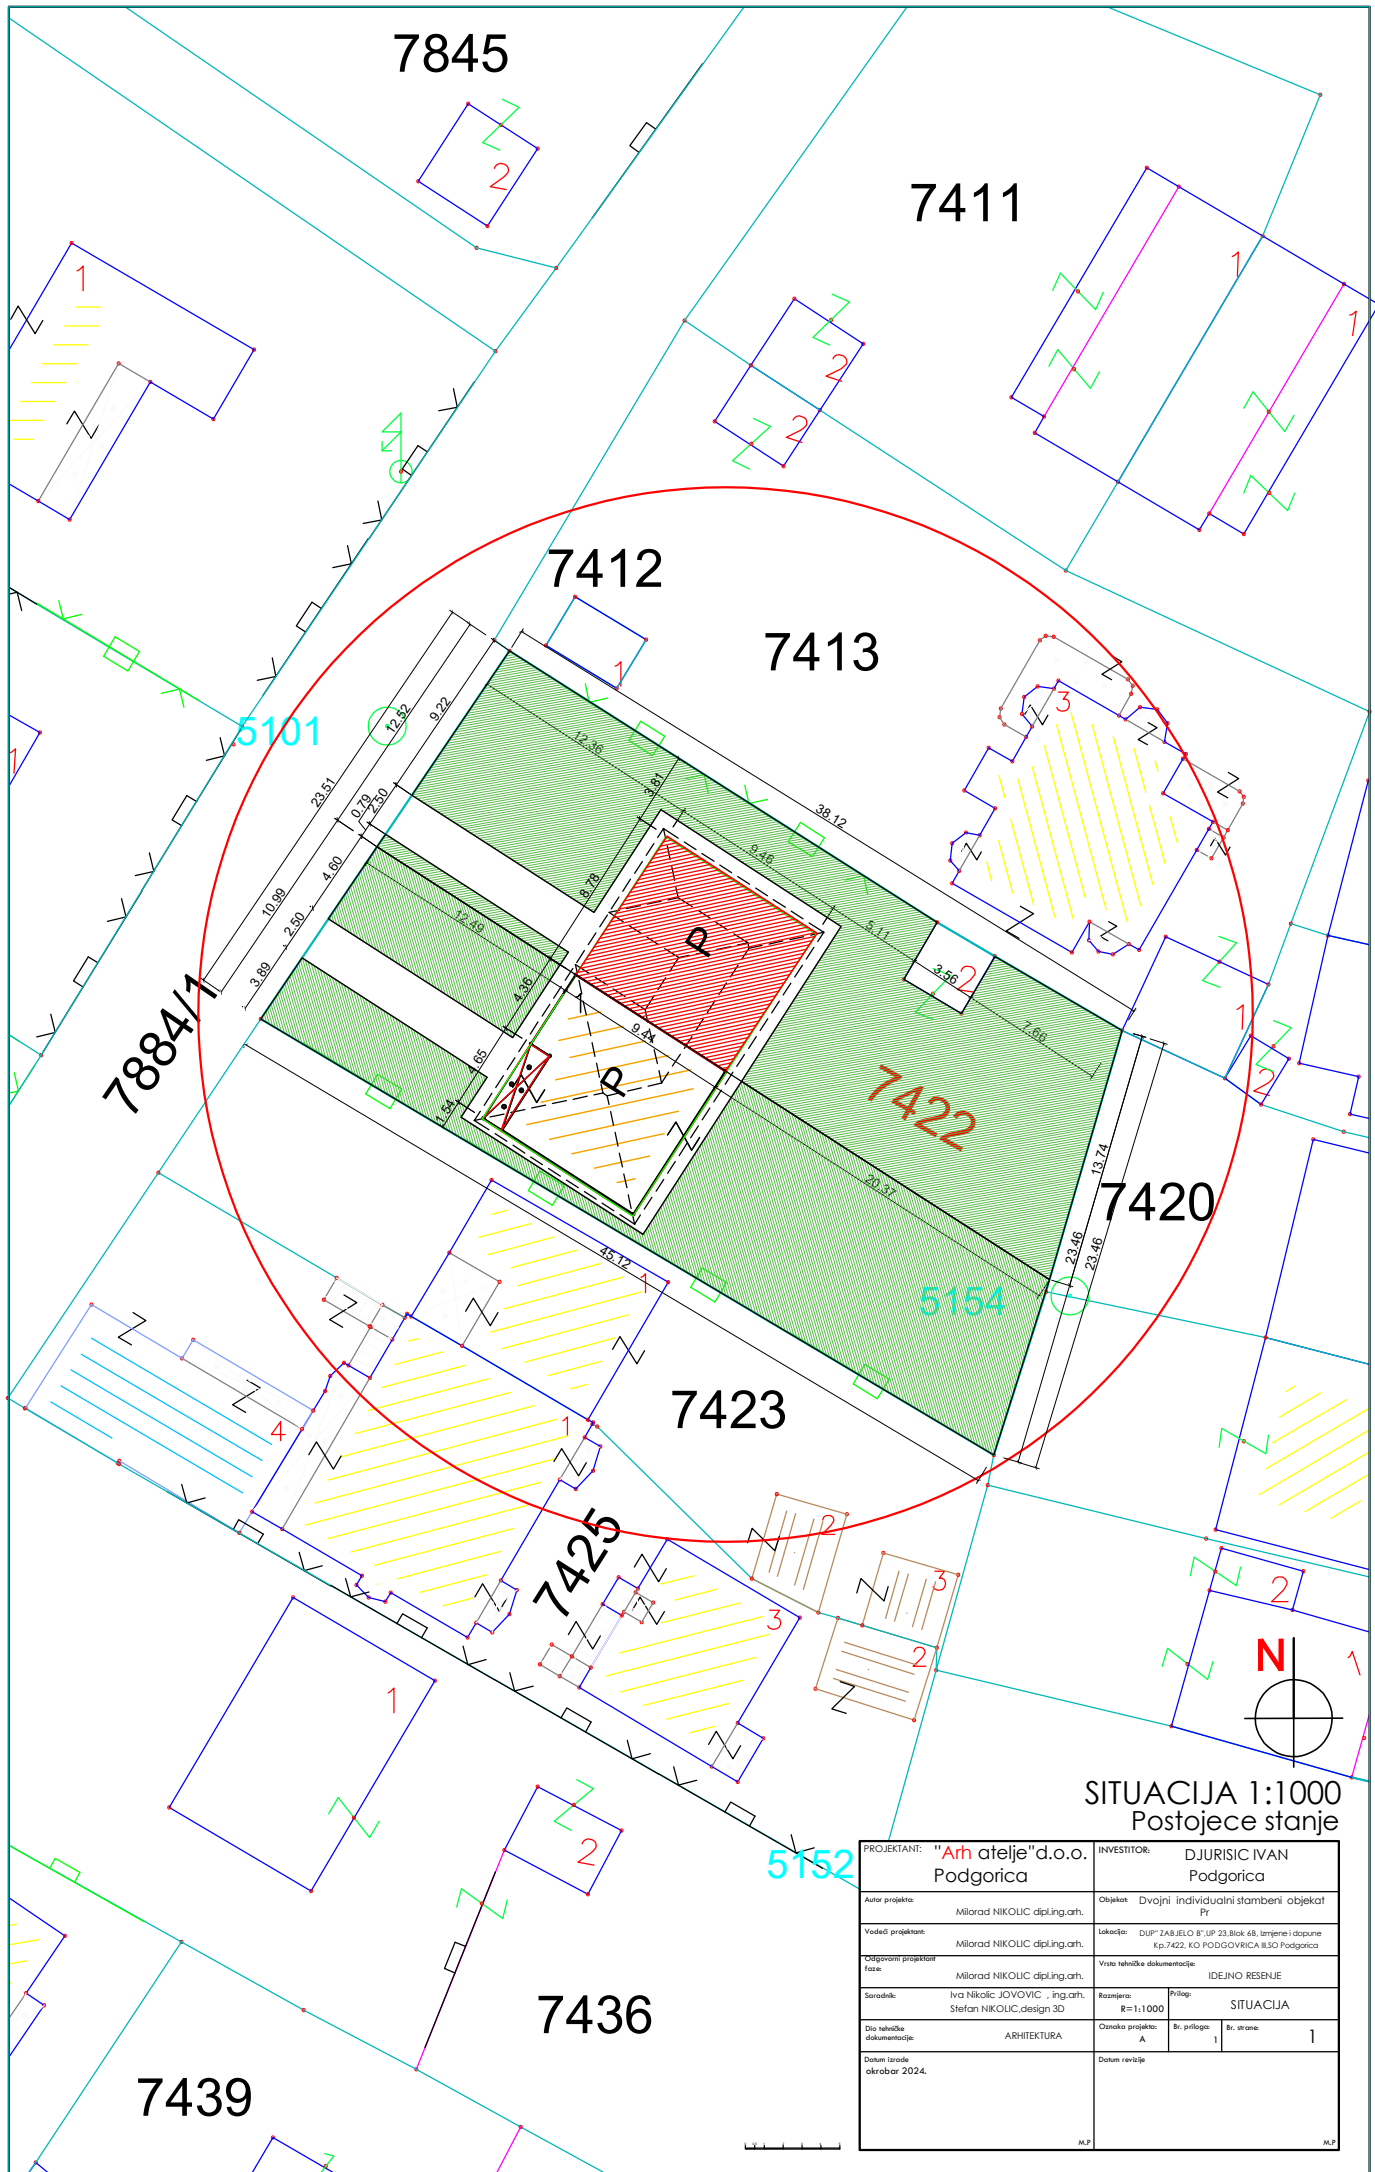 7845
7411
2
1
1
1
2
2
7412
7413
1
3
5101
12.52
9.22
23.51
0.79
2.50
12.36
3.81
38.12
9.46
4.60
10.99
2.50
8.78
12.49
P
5.11
3.56
2
7.66
1
3.89
4.36
9.44
7884/1
4.65
P
1.54
7422
2
13.74
7420
20.37
23.46
23.46
45.12
1
5154
7423
4
1
7425
2
3
2
3
2
1
N
1
2
1
SITUACIJA 1:1000
Postojece stanje
5152
7436
7439
PROJEKTANT: "Arh atelje"d.o.o.
Podgorica
INVESTITOR: DJURISIC IVAN
Podgorica
Autor projekta:
Milorad NIKOLIC dipl.ing.arh.
Objekat: Dvojni individualni stambeni objekat
Pr
Vodeći projektant:
Milorad NIKOLIC dipl.ing.arh.
Lokacija: DUP" ZABJELO B",UP 23,Blok 6B, Izmjene i dopune
Kp.7422, KO PODGOVRICA III,SO Podgorica
Odgovorni projektant
faze:
Milorad NIKOLIC dipl.ing.arh.
Vrsta tehničke dokumentacije:
IDEJNO RESENJE
Saradnik: Iva Nikolic JOVOVIC , ing.arh.
Stefan NIKOLIC,design 3D
Razmjera:
R=1:1000
Prilog:
SITUACIJA
Dio tehničke
dokumentacije: ARHITEKTURA
Oznaka projekta:
A
Br. priloga:
1
Br. strane: 1
Datum izrade
okrobar 2024.
Datum revizije
M.P
M.P